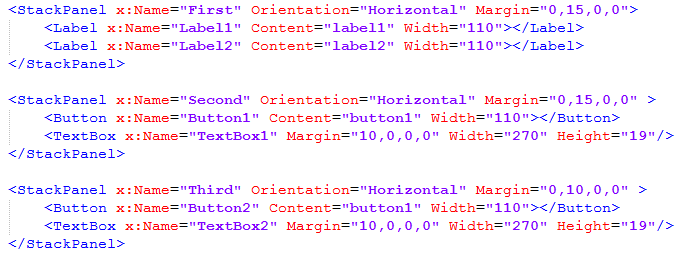 <StackPanel x:Name="First" Orientation="Horizontal" Margin="0,15,0,0">
<Label x:Name="Label1" Content="label1" Width="110"></Label>
<Label x:Name="Label2" Content="label2" Width="110"></Label>
</StackPanel>
<StackPanel x:Name="Second" Orientation="Horizontal" Margin="0,15,0,0" >
<Button x:Name="Button1" Content="button1" Width="110"></Button>
<TextBox x:Name="TextBox1" Margin="10,0,0,0" Width="270" Height="19"/>
</StackPanel>
<StackPanel x:Name="Third" Orientation="Horizontal" Margin="0,10,0,0" >
<Button x:Name="Button2" Content="button1" Width="110"></Button>
<TextBox x:Name="TextBox2" Margin="10,0,0,0" Width="270" Height="19"/>
</StackPanel>